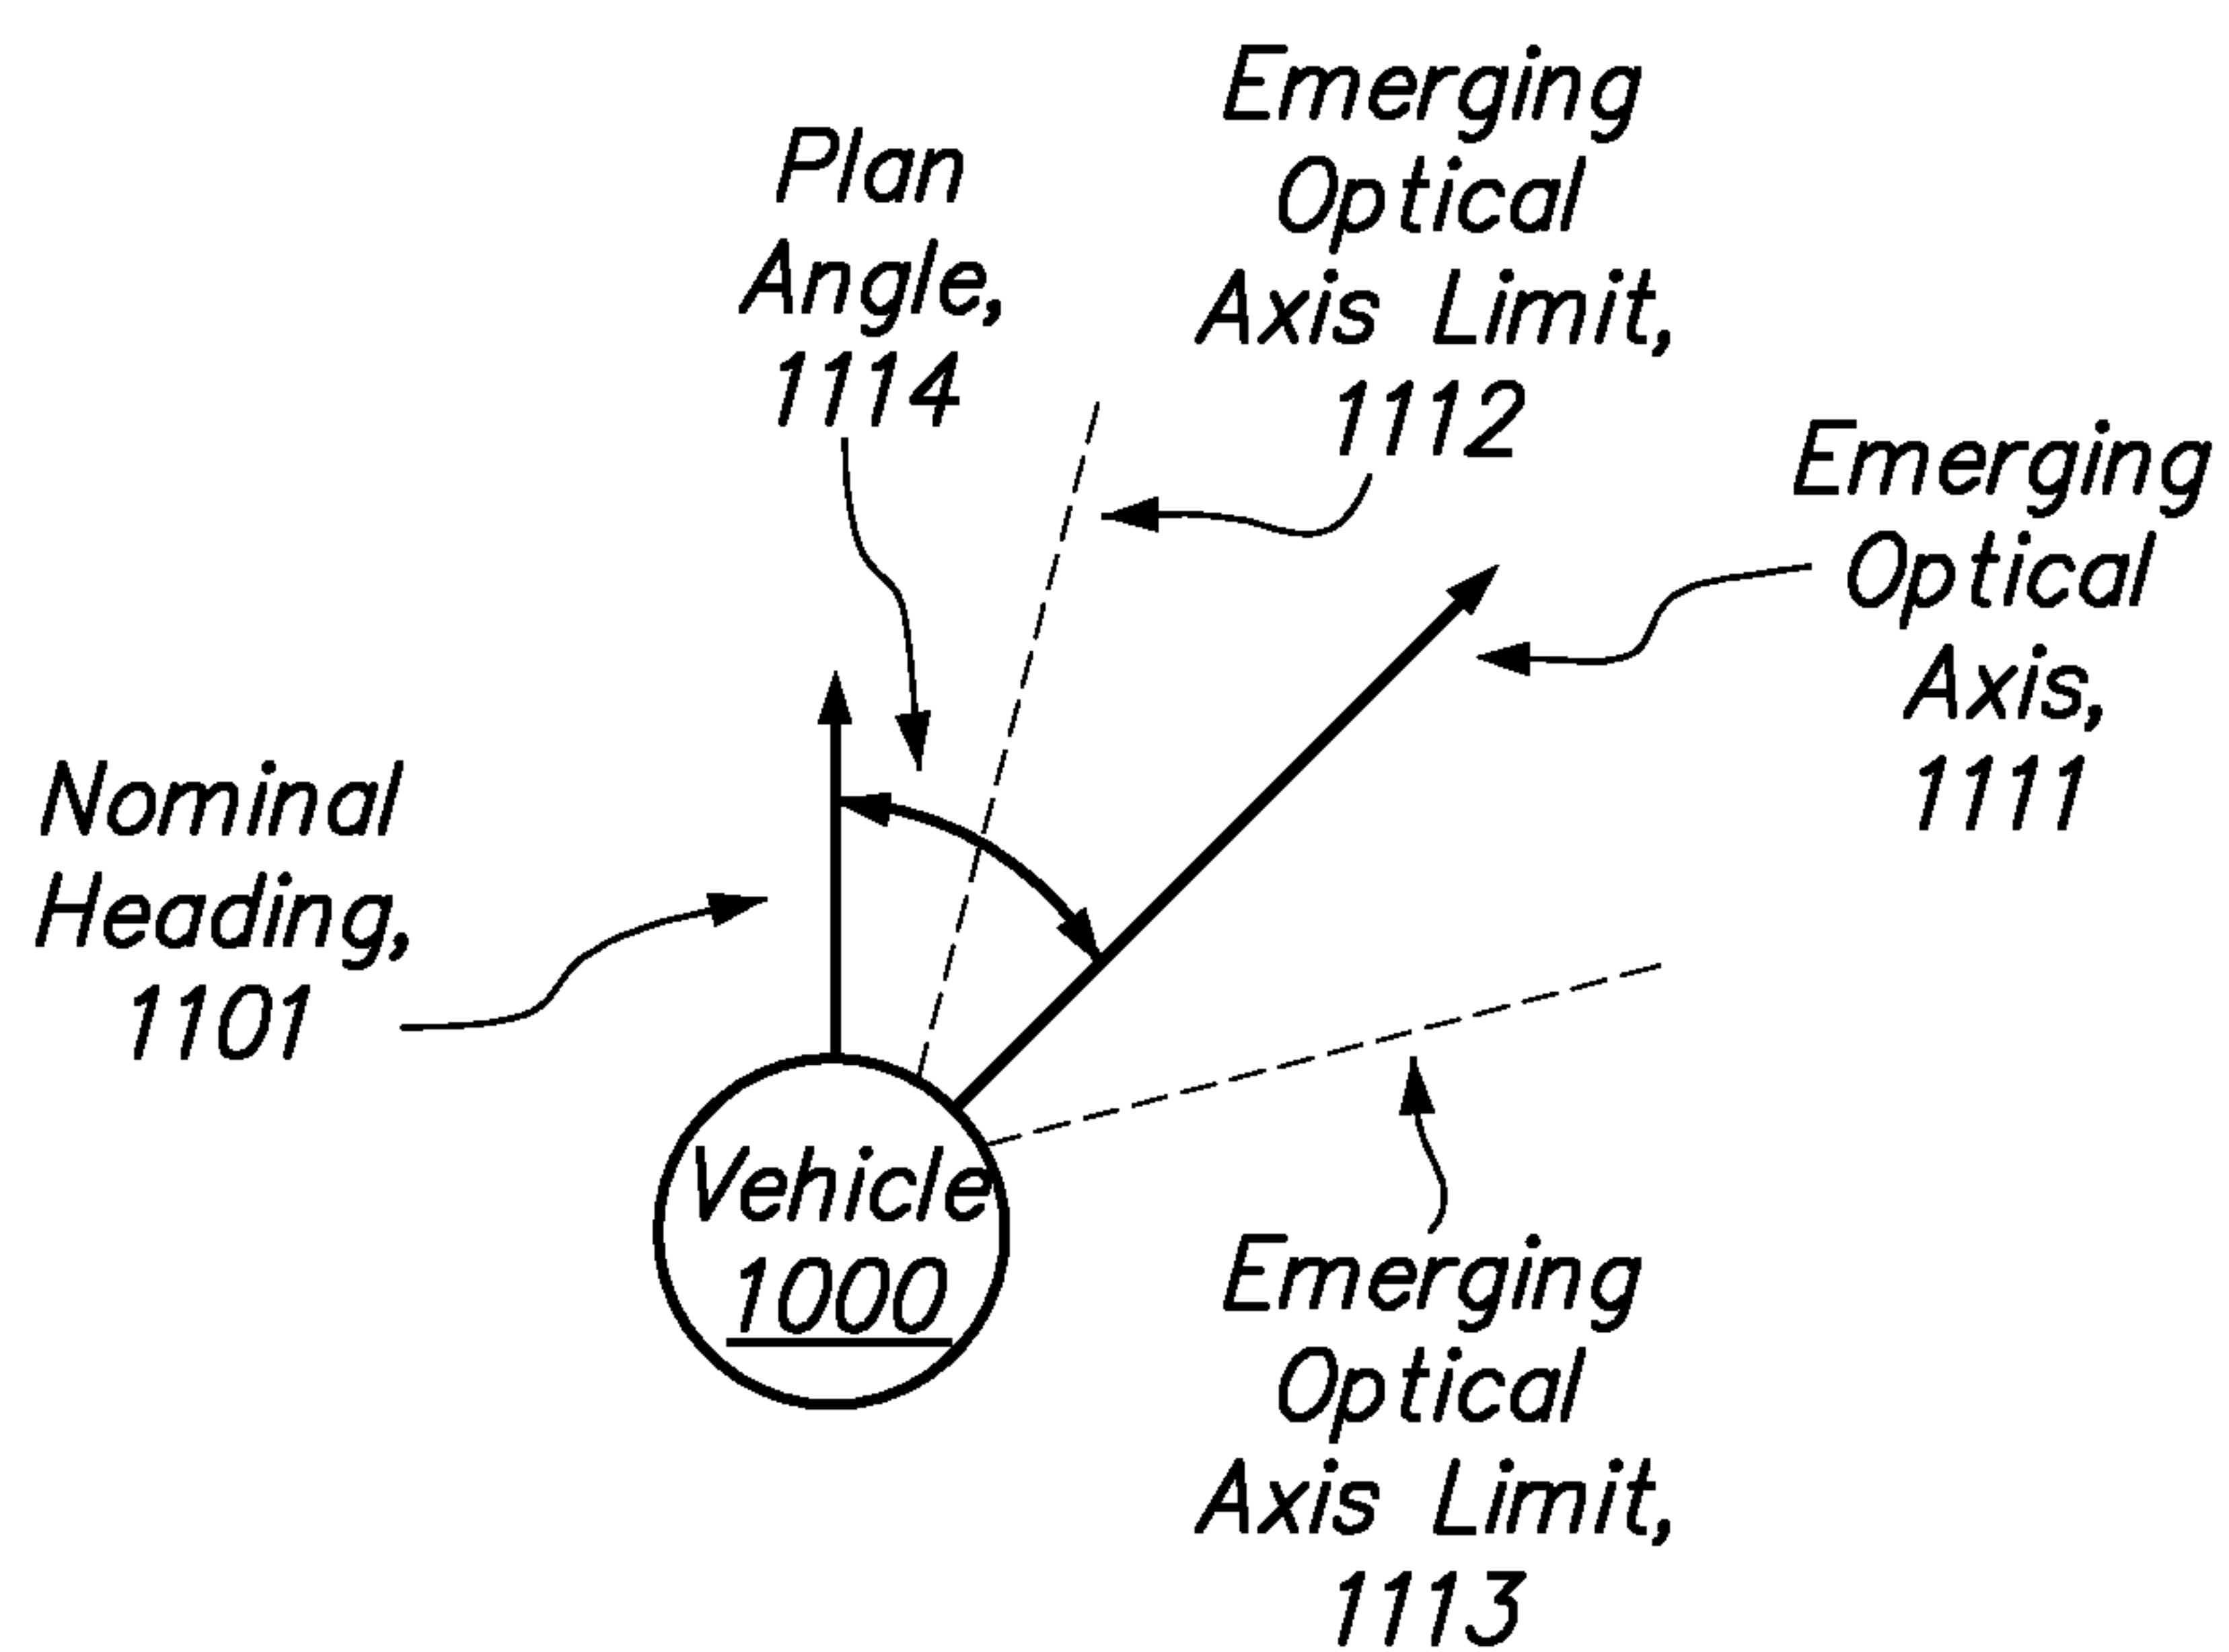 Emerging
Optical
Axis Limit,
1112
Plan
Angle,
1114
Emerging
Optical
Axis,
1111
Nominal
Heading,
1101
Vehicle
1000
Emerging
Optical
Axis Limit,
1113